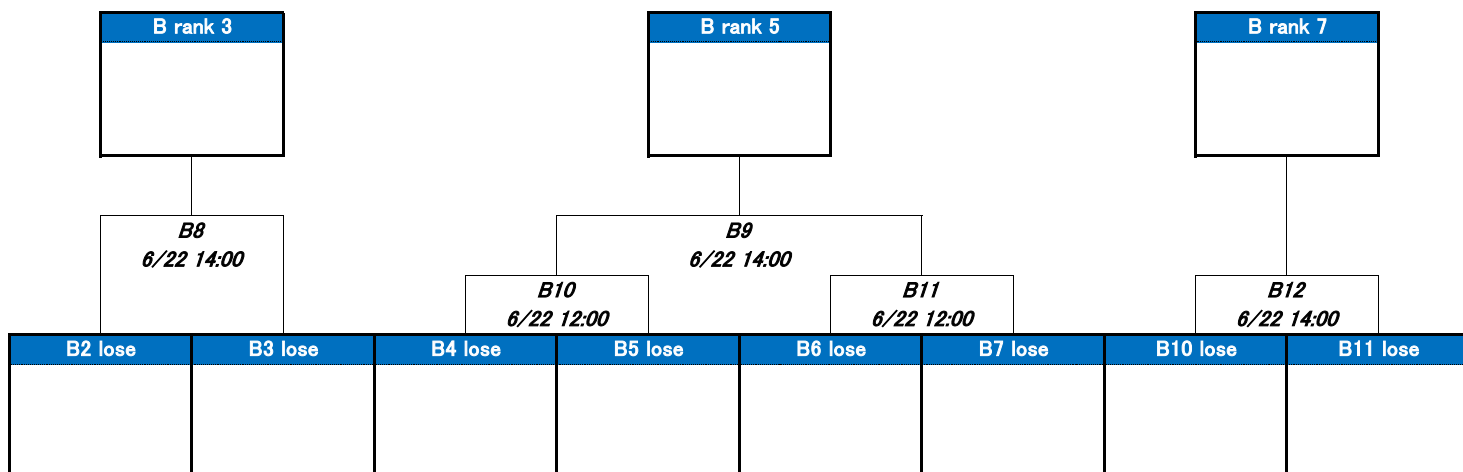 B rank 3
B rank 5
B rank 7
B8
6/22 14:00
B9
6/22 14:00
B10
6/22 12:00
B11
6/22 12:00
B12
6/22 14:00
B2 lose
B3 lose
B4 lose
B5 lose
B6 lose
B7 lose
B10 lose
B11 lose